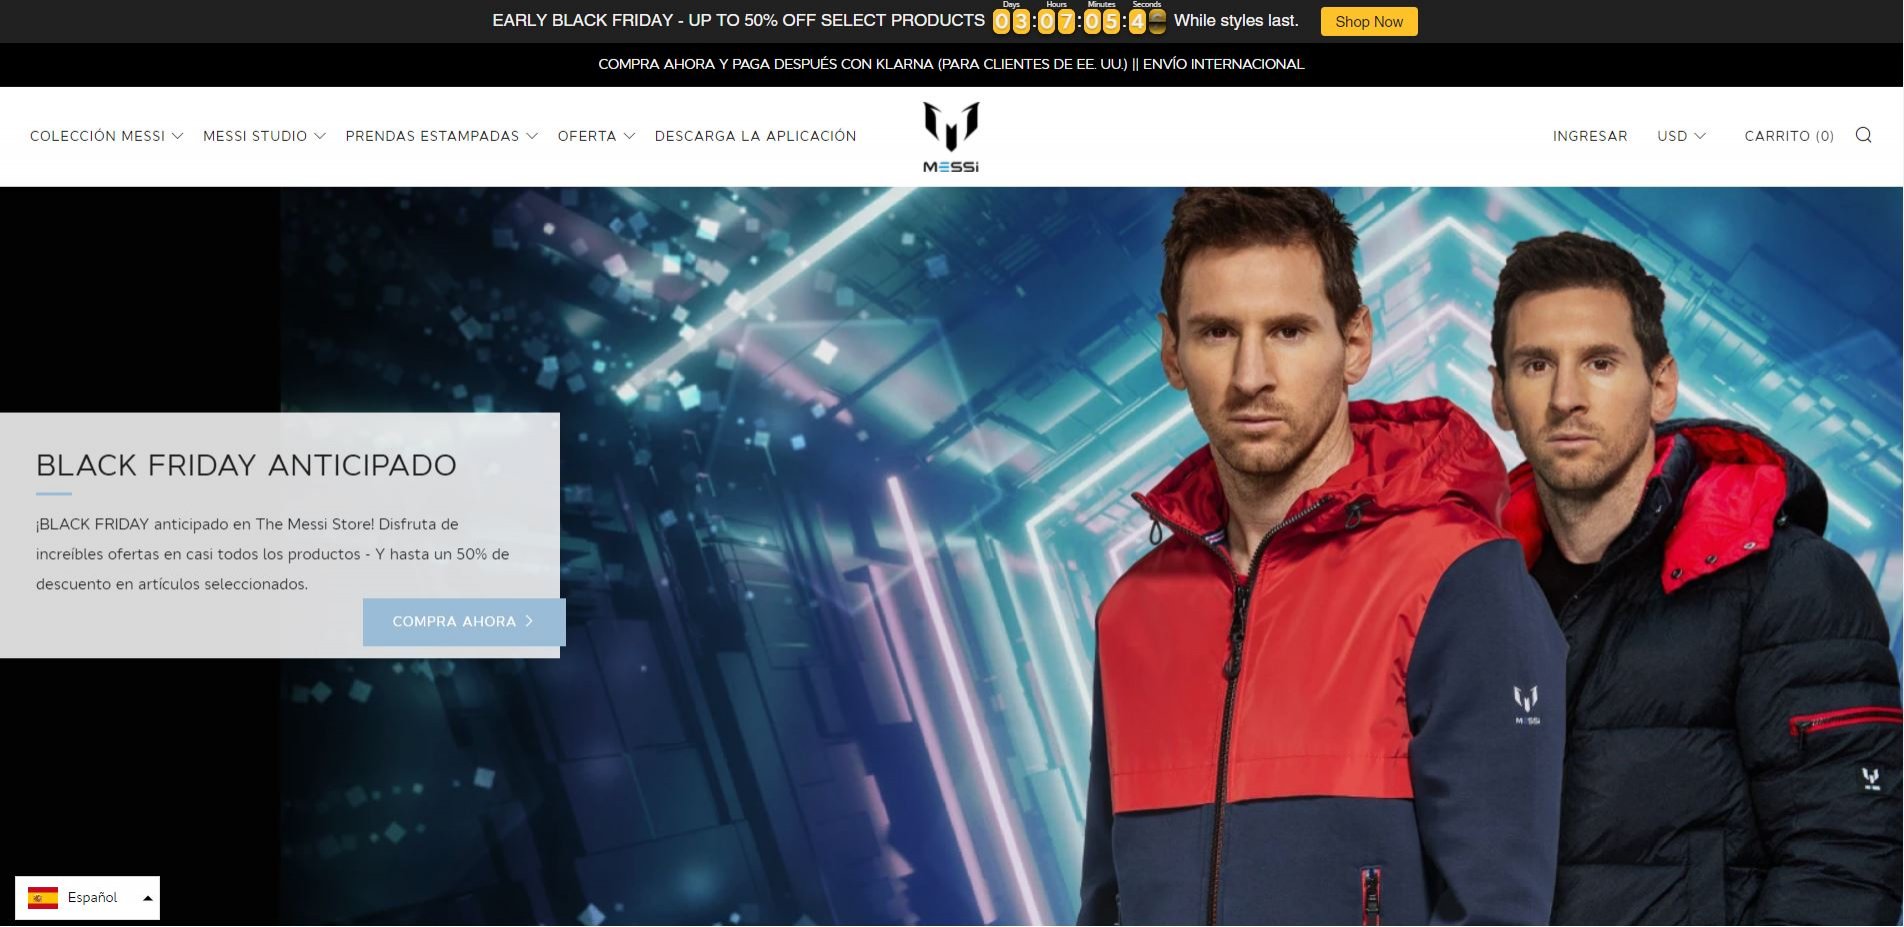 EARLY BLACK FRIDAY - UP TO 50% OFF SELECT PRODUCTS
Days Hours Minutes Seconds
03:07:05:4
While styles last.
Shop Now
COMPRA AHORA Y PAGA DESPUÉS CON KLARNA (PARA CLIENTES DE EE. UU.) || ENVÍO INTERNACIONAL
COLECCIÓN MESSI
MESSI STUDIO
PRENDAS ESTAMPADAS
OFERTA
DESCARGA LA APLICACIÓN
MESSi
INGRESAR
USD
CARRITO (0)
BLACK FRIDAY ANTICIPADO
¡BLACK FRIDAY anticipado en The Messi Store! Disfruta de
increíbles ofertas en casi todos los productos - Y hasta un 50% de
descuento en artículos seleccionados.
COMPRA AHORA
MESSi
Español